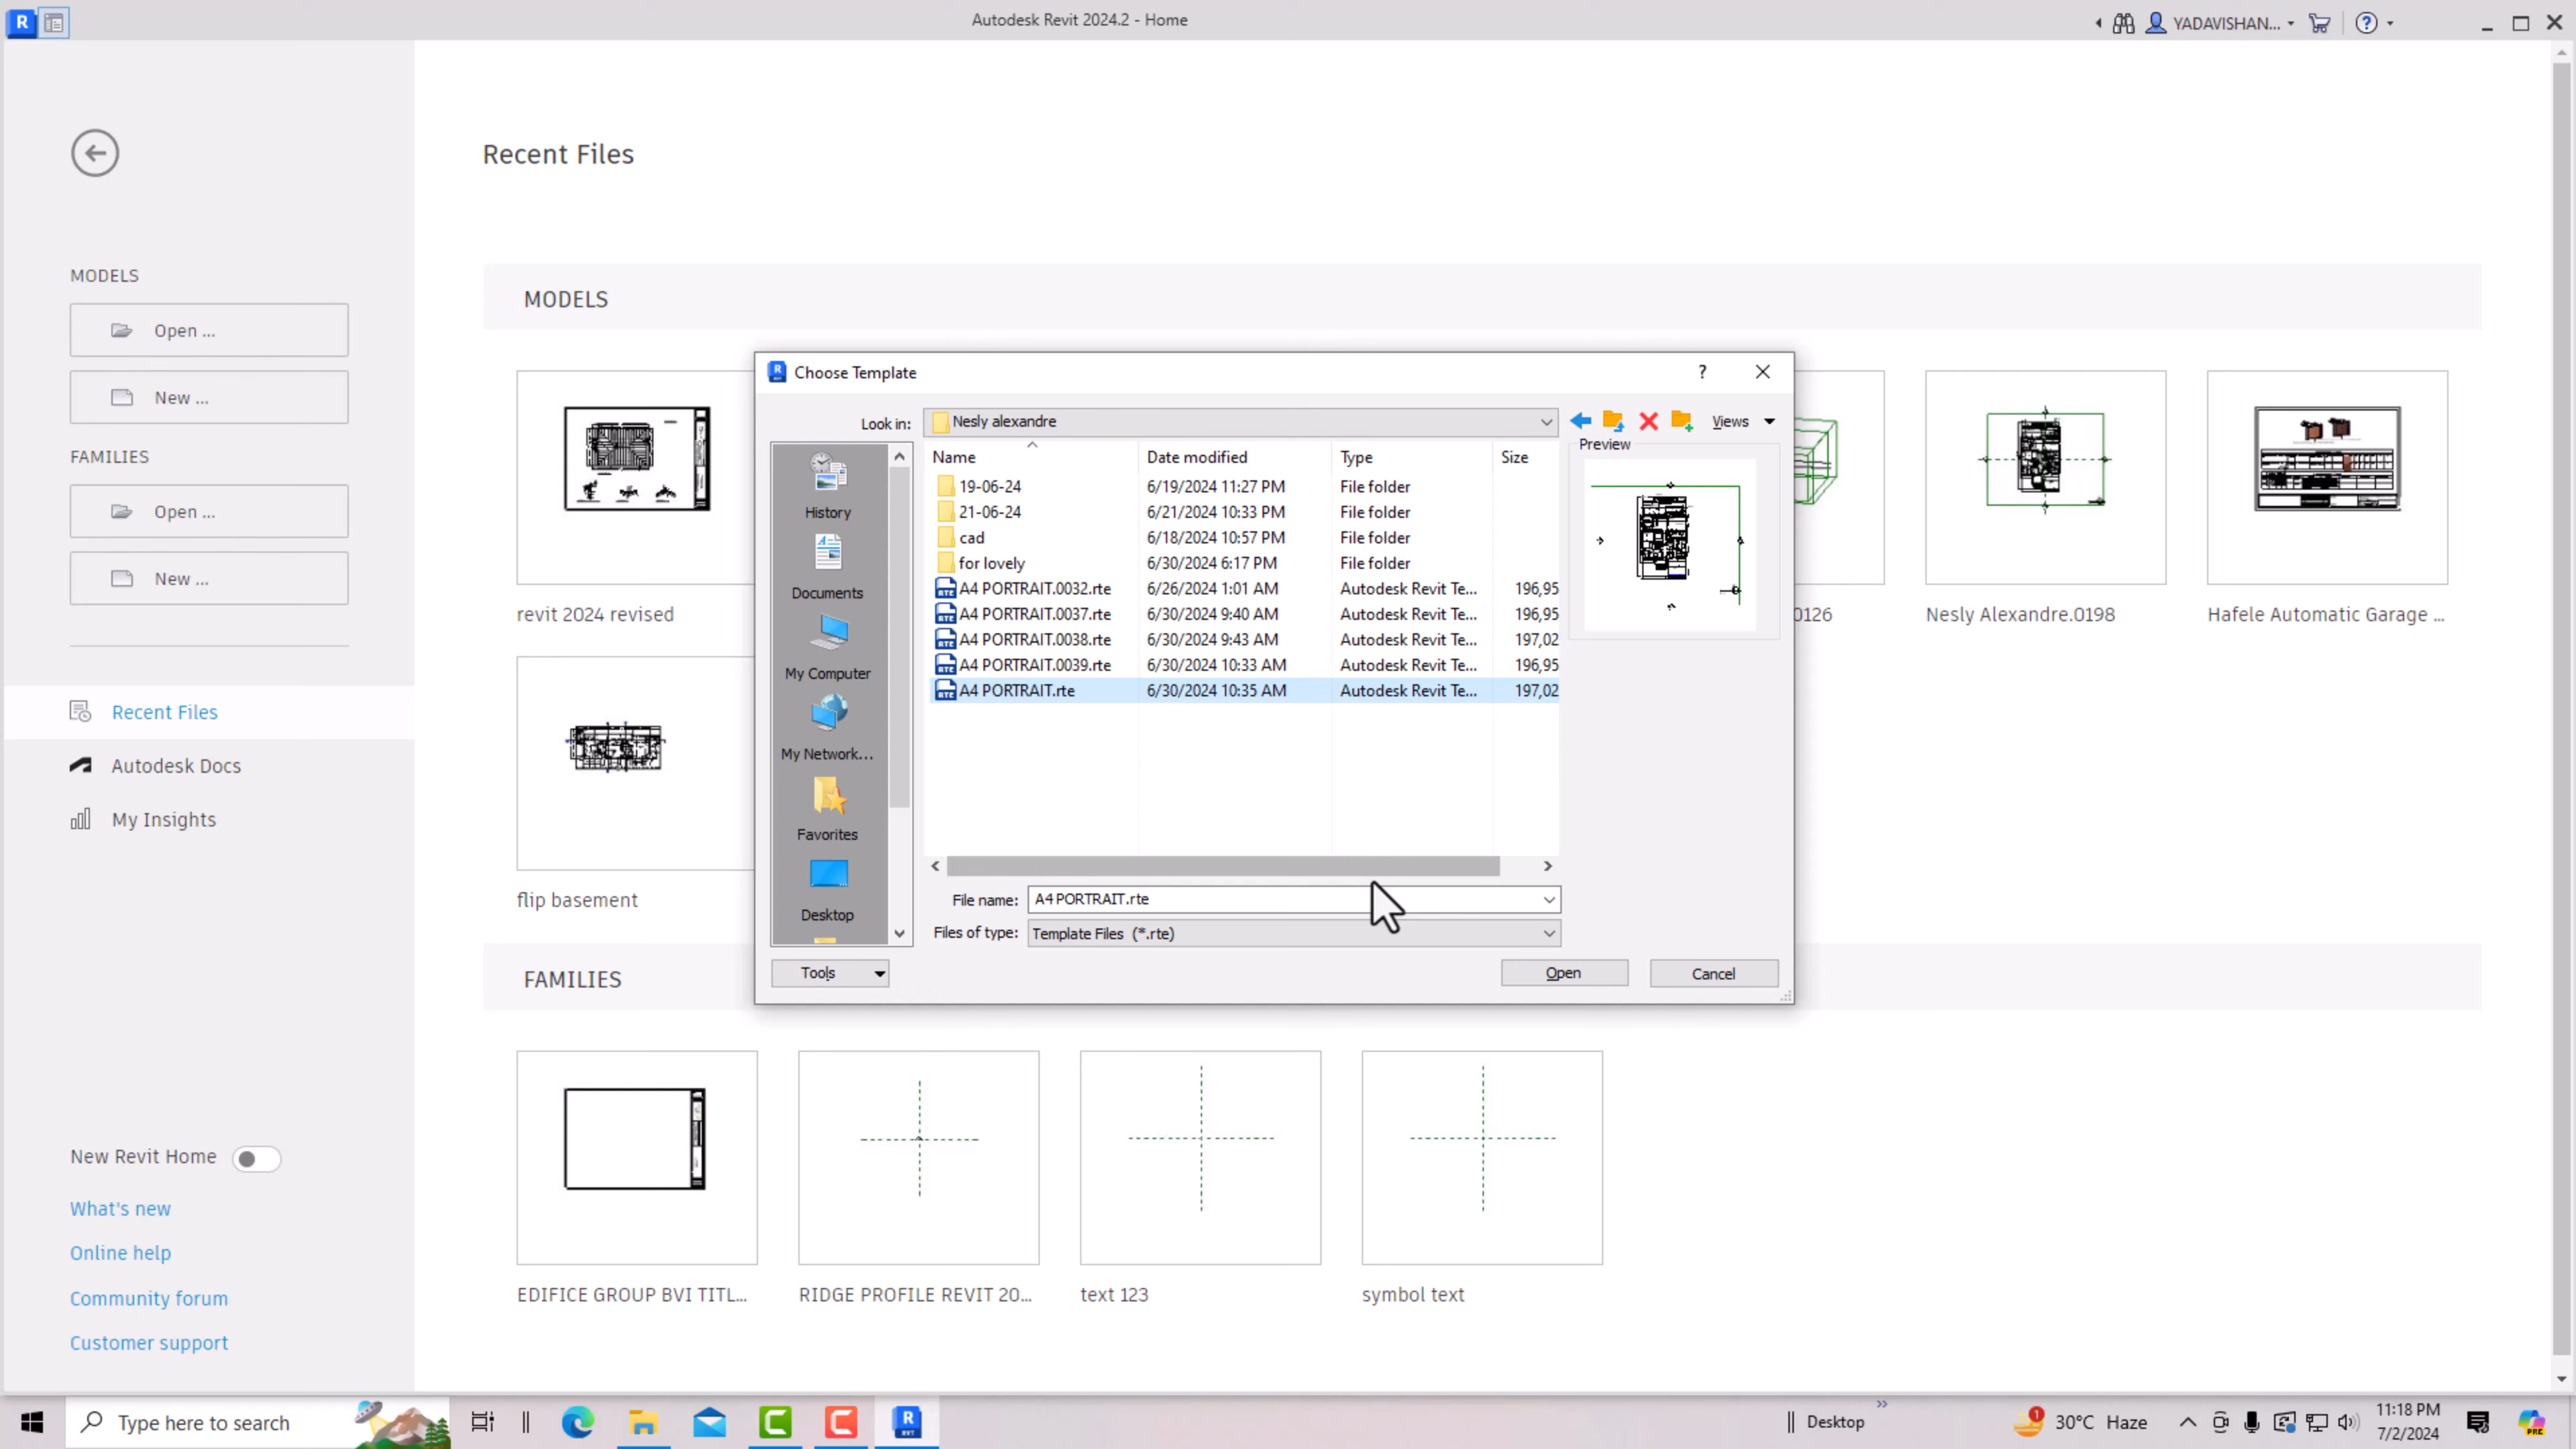 Autodesk Revit 2024.2 - Home
YADAVISHAN...
Recent Files
MODELS
Open ...
New ...
FAMILIES
Open ...
New ...
Recent Files
Autodesk Docs
My Insights
New Revit Home
What's new
Online help
Community forum
Customer support
MODELS
revit 2024 revised
0126
Nesly Alexandre.0198
Hafele Automatic Garage ...
flip basement
FAMILIES
EDIFICE GROUP BVI TITL...
RIDGE PROFILE REVIT 20...
text 123
symbol text
Choose Template
Look in:
Nesly alexandre
Views
Preview
History
Documents
My Computer
My Network...
Favorites
Desktop
Name Date modified Type Size
19-06-24 6/19/2024 11:27 PM File folder
21-06-24 6/21/2024 10:33 PM File folder
cad 6/18/2024 10:57 PM File folder
for lovely 6/30/2024 6:17 PM File folder
A4 PORTRAIT.0032.rte 6/26/2024 1:01 AM Autodesk Revit Te... 196,95
A4 PORTRAIT.0037.rte 6/30/2024 9:40 AM Autodesk Revit Te... 196,95
A4 PORTRAIT.0038.rte 6/30/2024 9:43 AM Autodesk Revit Te... 197,02
A4 PORTRAIT.0039.rte 6/30/2024 10:33 AM Autodesk Revit Te... 196,95
A4 PORTRAIT.rte 6/30/2024 10:35 AM Autodesk Revit Te... 197,02
File name: A4 PORTRAIT.rte
Files of type: Template Files (*.rte)
Tools
Open
Cancel
Type here to search
Desktop
1
30°C Haze
11:18 PM
7/2/2024